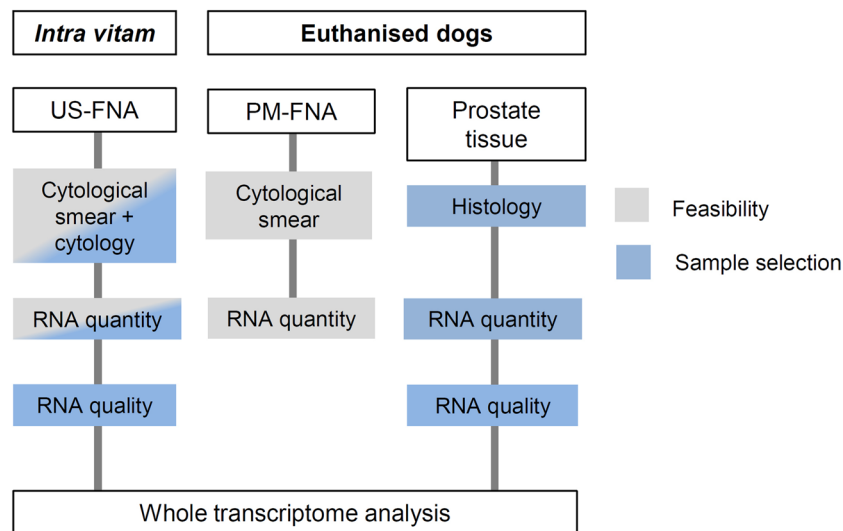 Intra vitam
Euthanised dogs
US-FNA
PM-FNA
Prostate
tissue
Cytological
smear +
cytology
Cytological
smear
Histology
Feasibility
Sample selection
RNA quantity
RNA quantity
RNA quantity
RNA quality
RNA quality
Whole transcriptome analysis